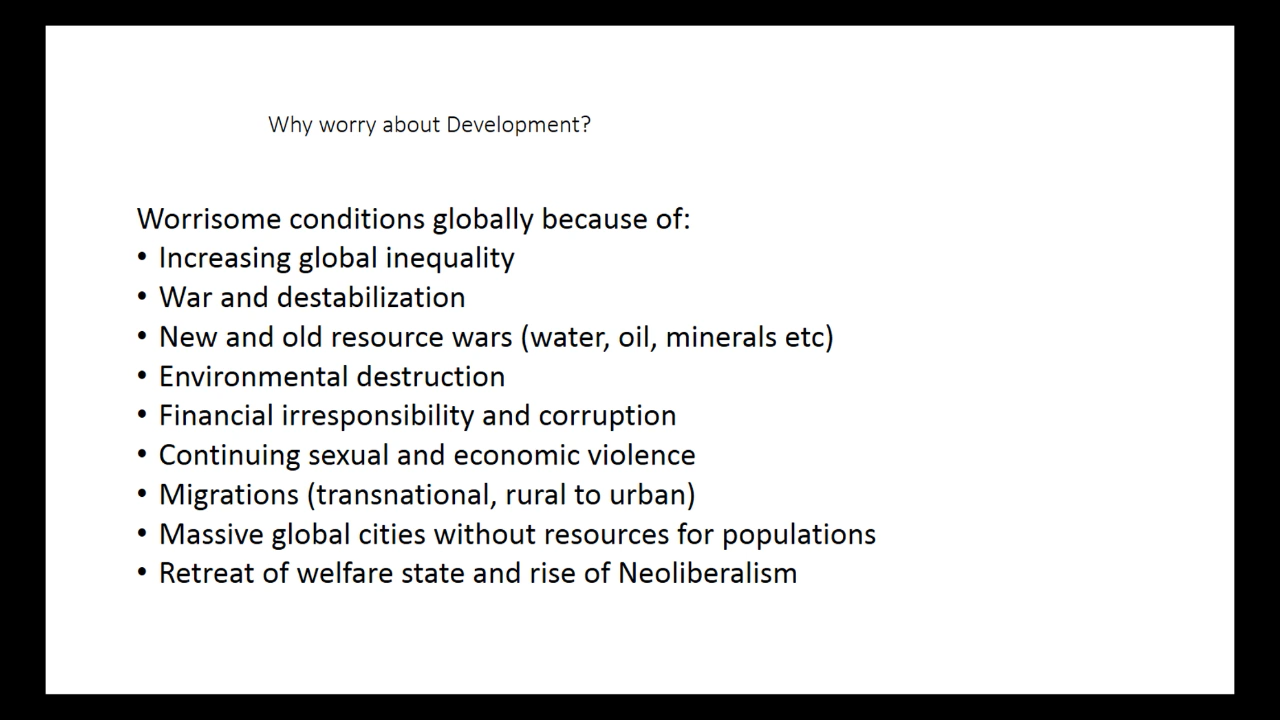 Why worry about Development?
Worrisome conditions globally because of:
• Increasing global inequality
• War and destabilization
• New and old resource wars (water, oil, minerals etc)
• Environmental destruction
• Financial irresponsibility and corruption
• Continuing sexual and economic violence
• Migrations (transnational, rural to urban)
• Massive global cities without resources for populations
• Retreat of welfare state and rise of Neoliberalism